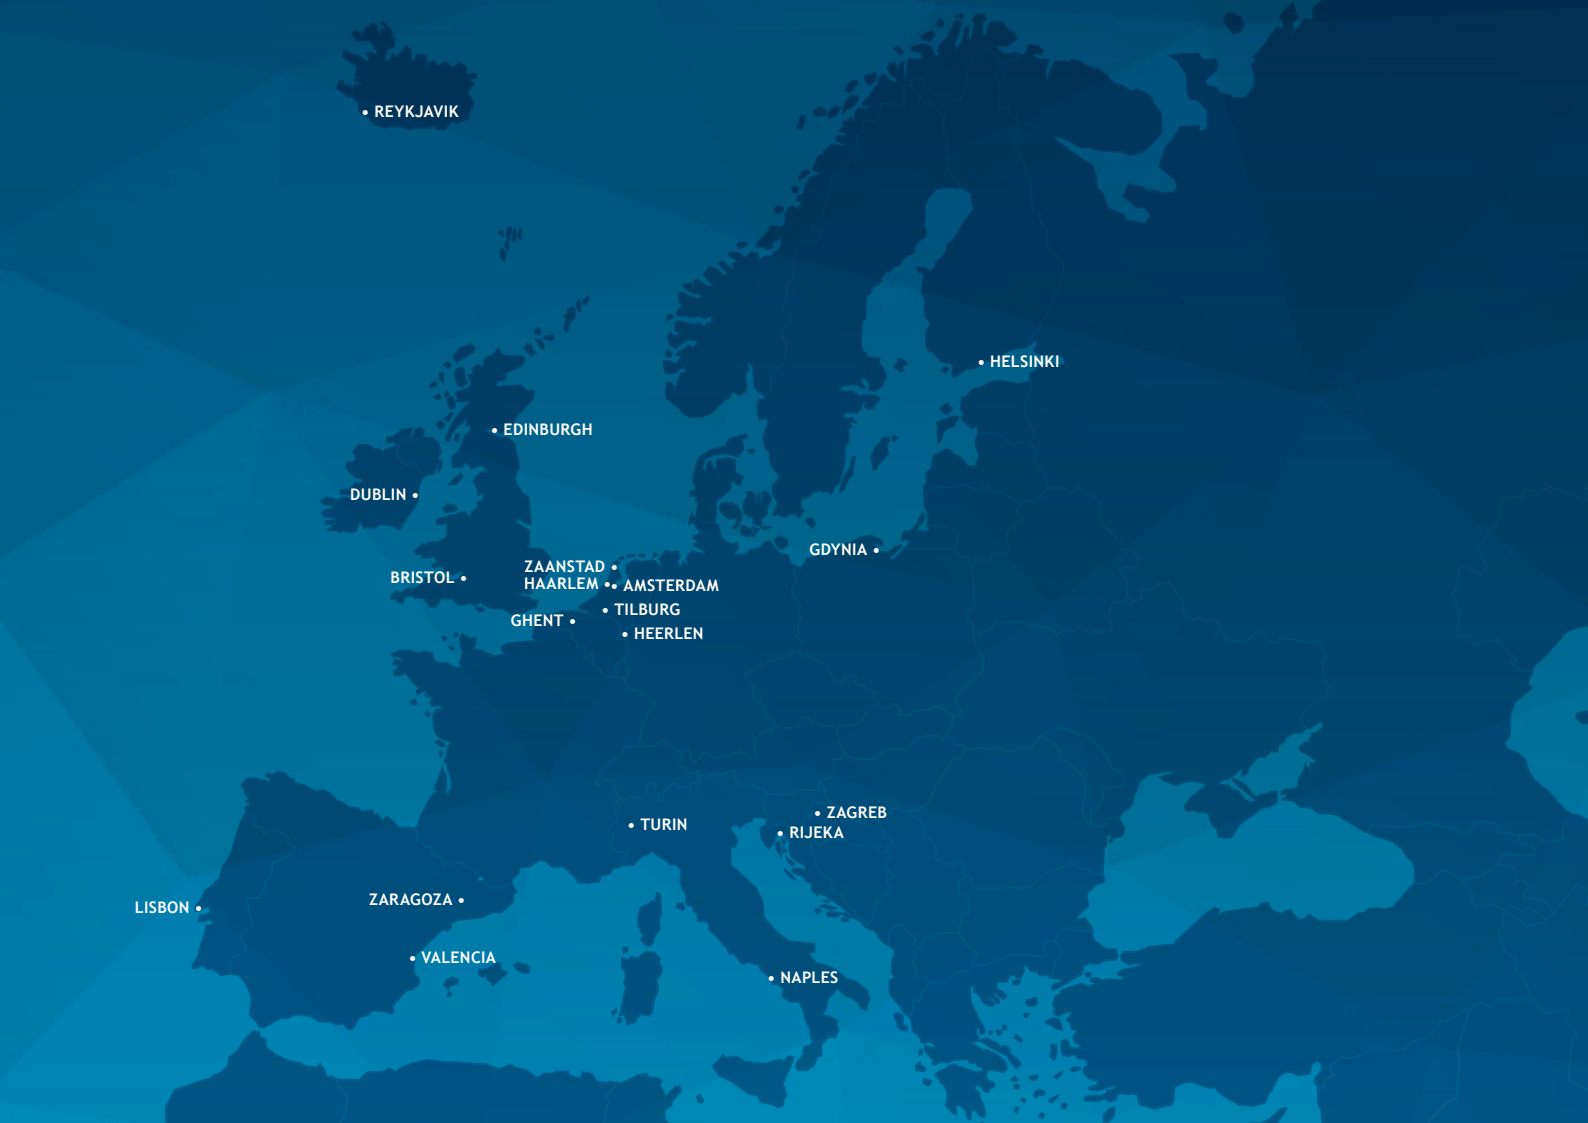 REYKJAVIK
HELSINKI
EDINBURGH
DUBLIN
GDYNIA
ZAANSTAD
BRISTOL
HAARLEM
AMSTERDAM
TILBURG
GHENT
HEERLEN
ZAGREB
TURIN
RIJEKA
ZARAGOZA
LISBON
VALENCIA
NAPLES